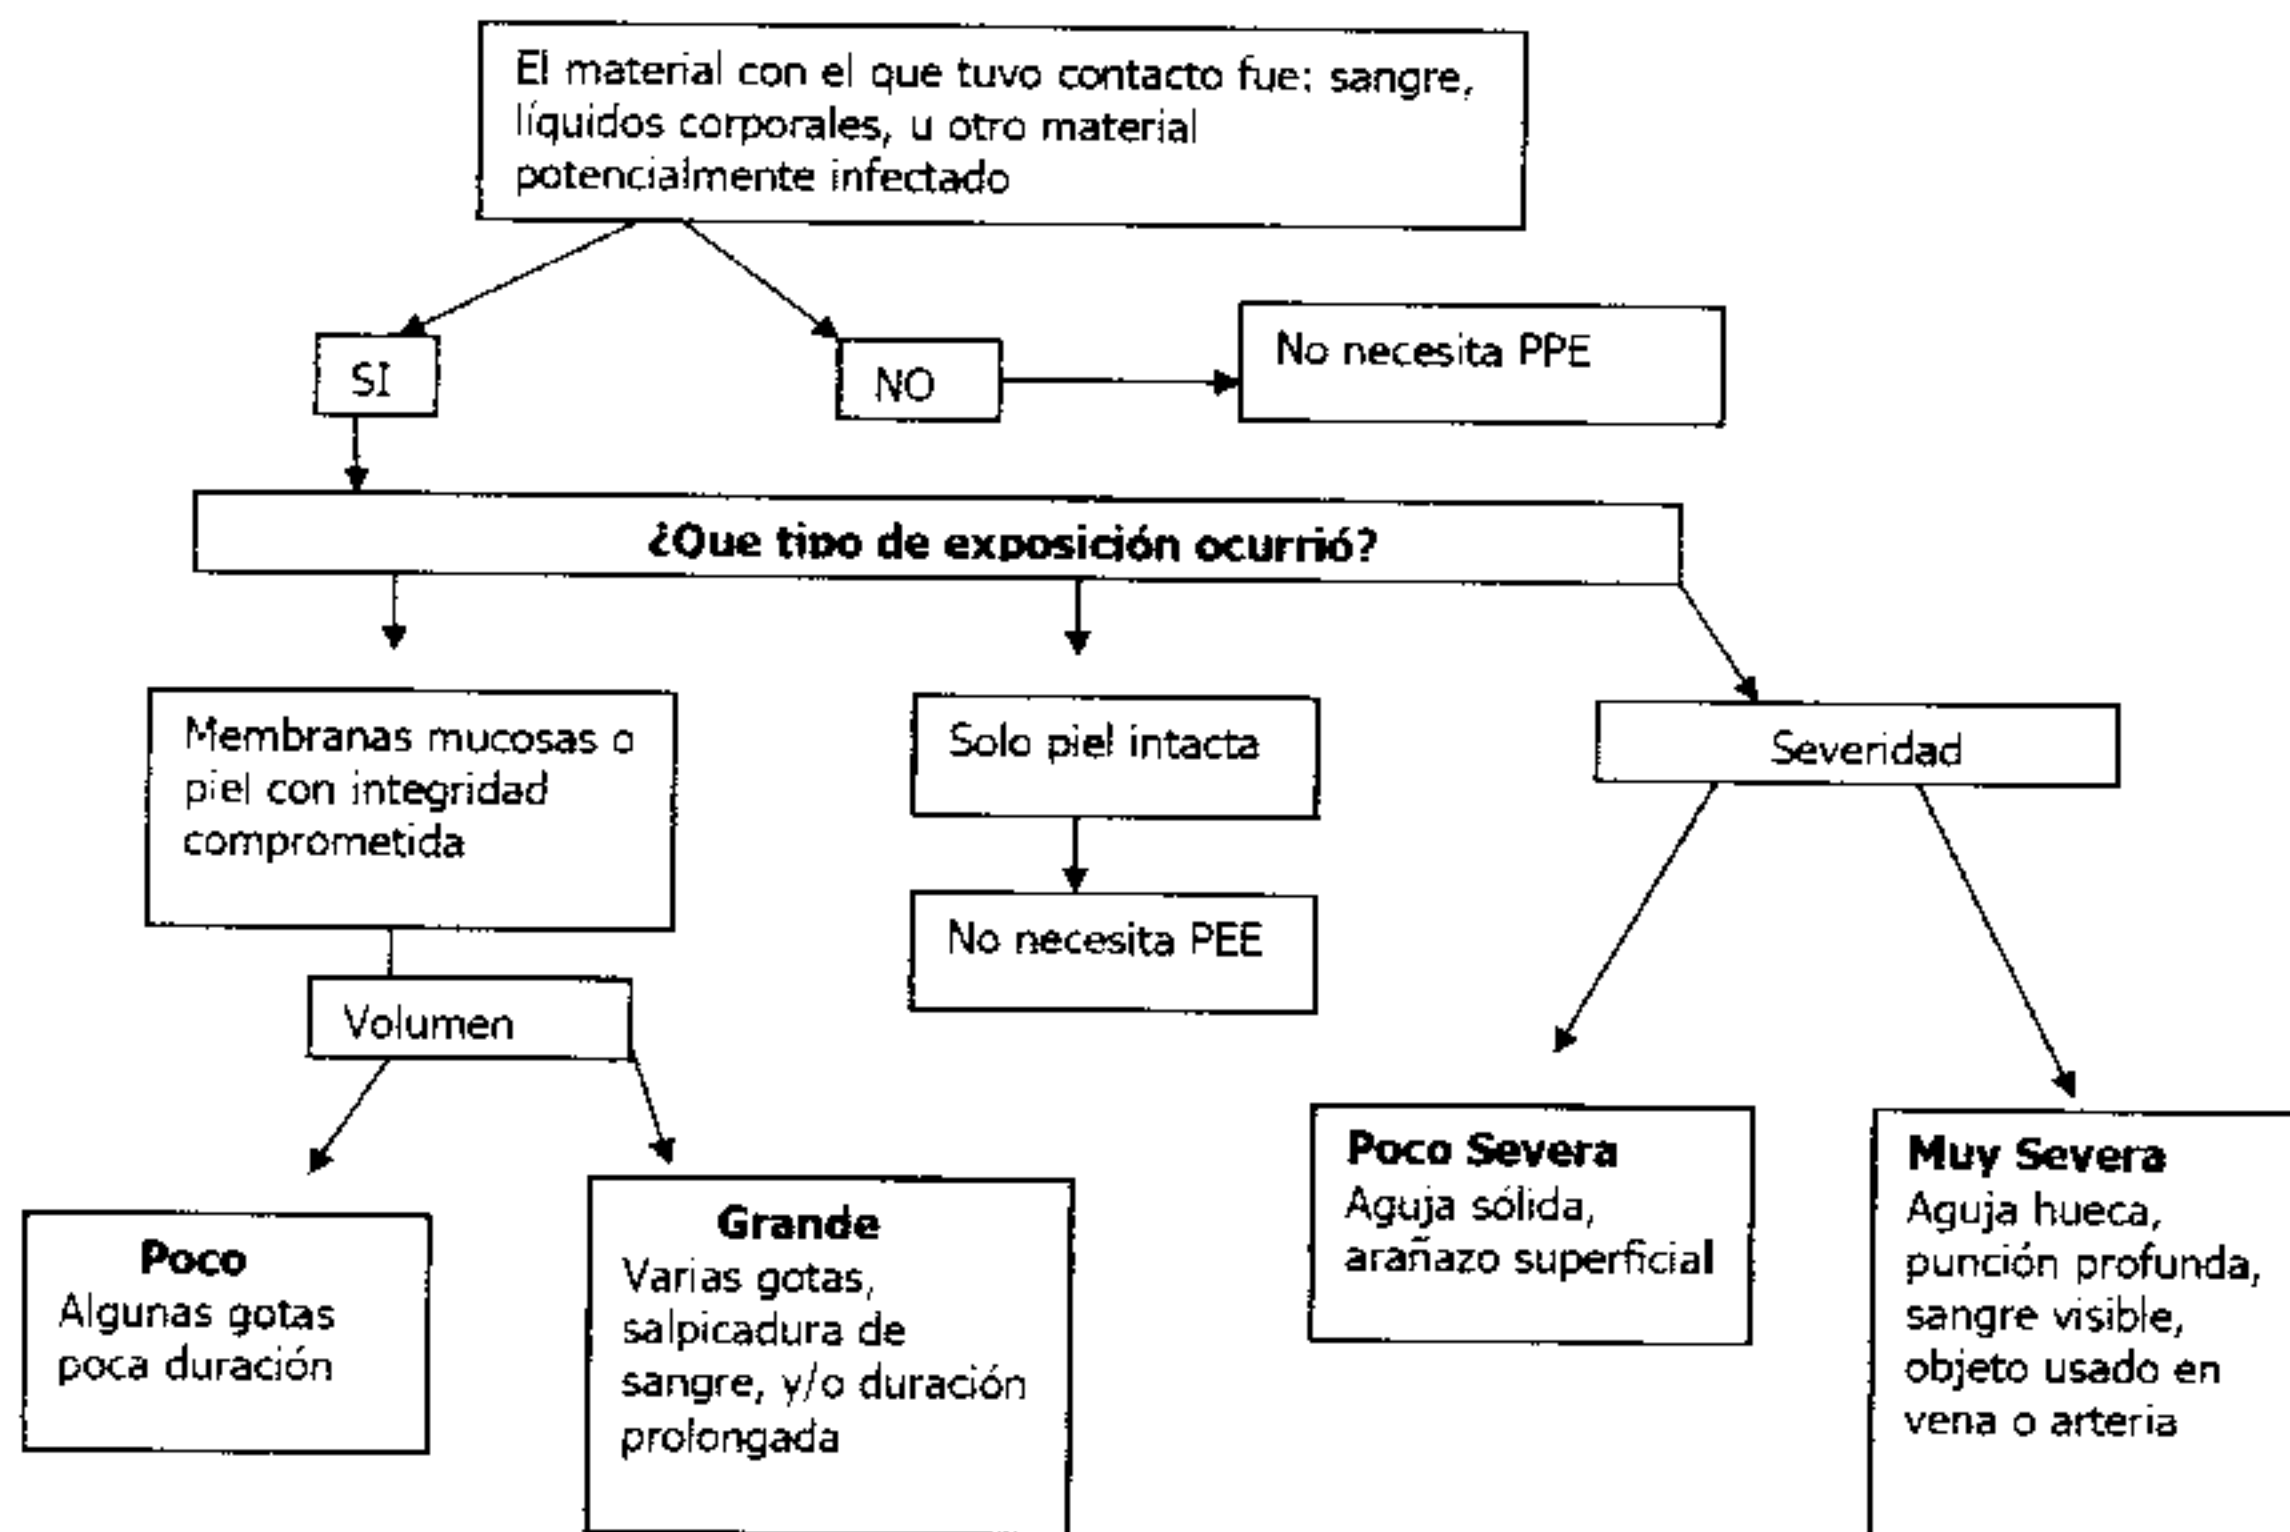 El material con el que tuvo contacto fue: sangre,
líquidos corporales, u otro material
potencialmente infectado
SI
NO
No necesita PPE
¿Que tipo de exposición ocurrió?
Membranas mucosas o
piel con integridad
comprometida
Solo piel intacta
Severidad
No necesita PEE
Volumen
Poco
Algunas gotas
poca duración
Grande
Varias gotas,
salpicadura de
sangre, y/o duración
prolongada
Poco Severa
Aguja sólida,
arañazo superficial
Muy Severa
Aguja hueca,
punción profunda,
sangre visible,
objeto usado en
vena o arteria